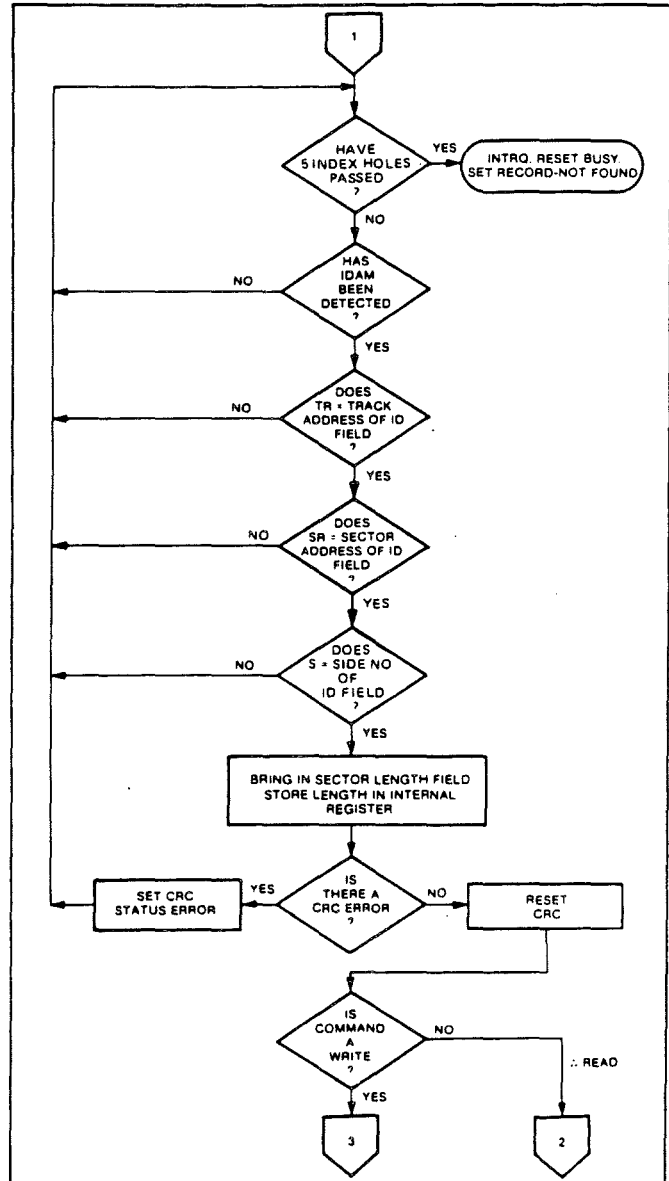 1
HAVE
5 INDEX HOLES
PASSED
?
YES
INTRQ. RESET BUSY.
SET RECORD-NOT FOUND
NO
HAS
IDAM
BEEN
DETECTED
?
NO
YES
DOES
TR = TRACK
ADDRESS OF ID
FIELD
?
NO
YES
DOES
SR = SECTOR
ADDRESS OF ID
FIELD
?
NO
YES
DOES
S = SIDE NO
OF
ID FIELD
?
NO
YES
BRING IN SECTOR LENGTH FIELD
STORE LENGTH IN INTERNAL
REGISTER
IS
THERE A
CRC ERROR
?
YES
SET CRC
STATUS ERROR
NO
RESET
CRC
IS
COMMAND
A
WRITE
?
NO
∴ READ
YES
3
2